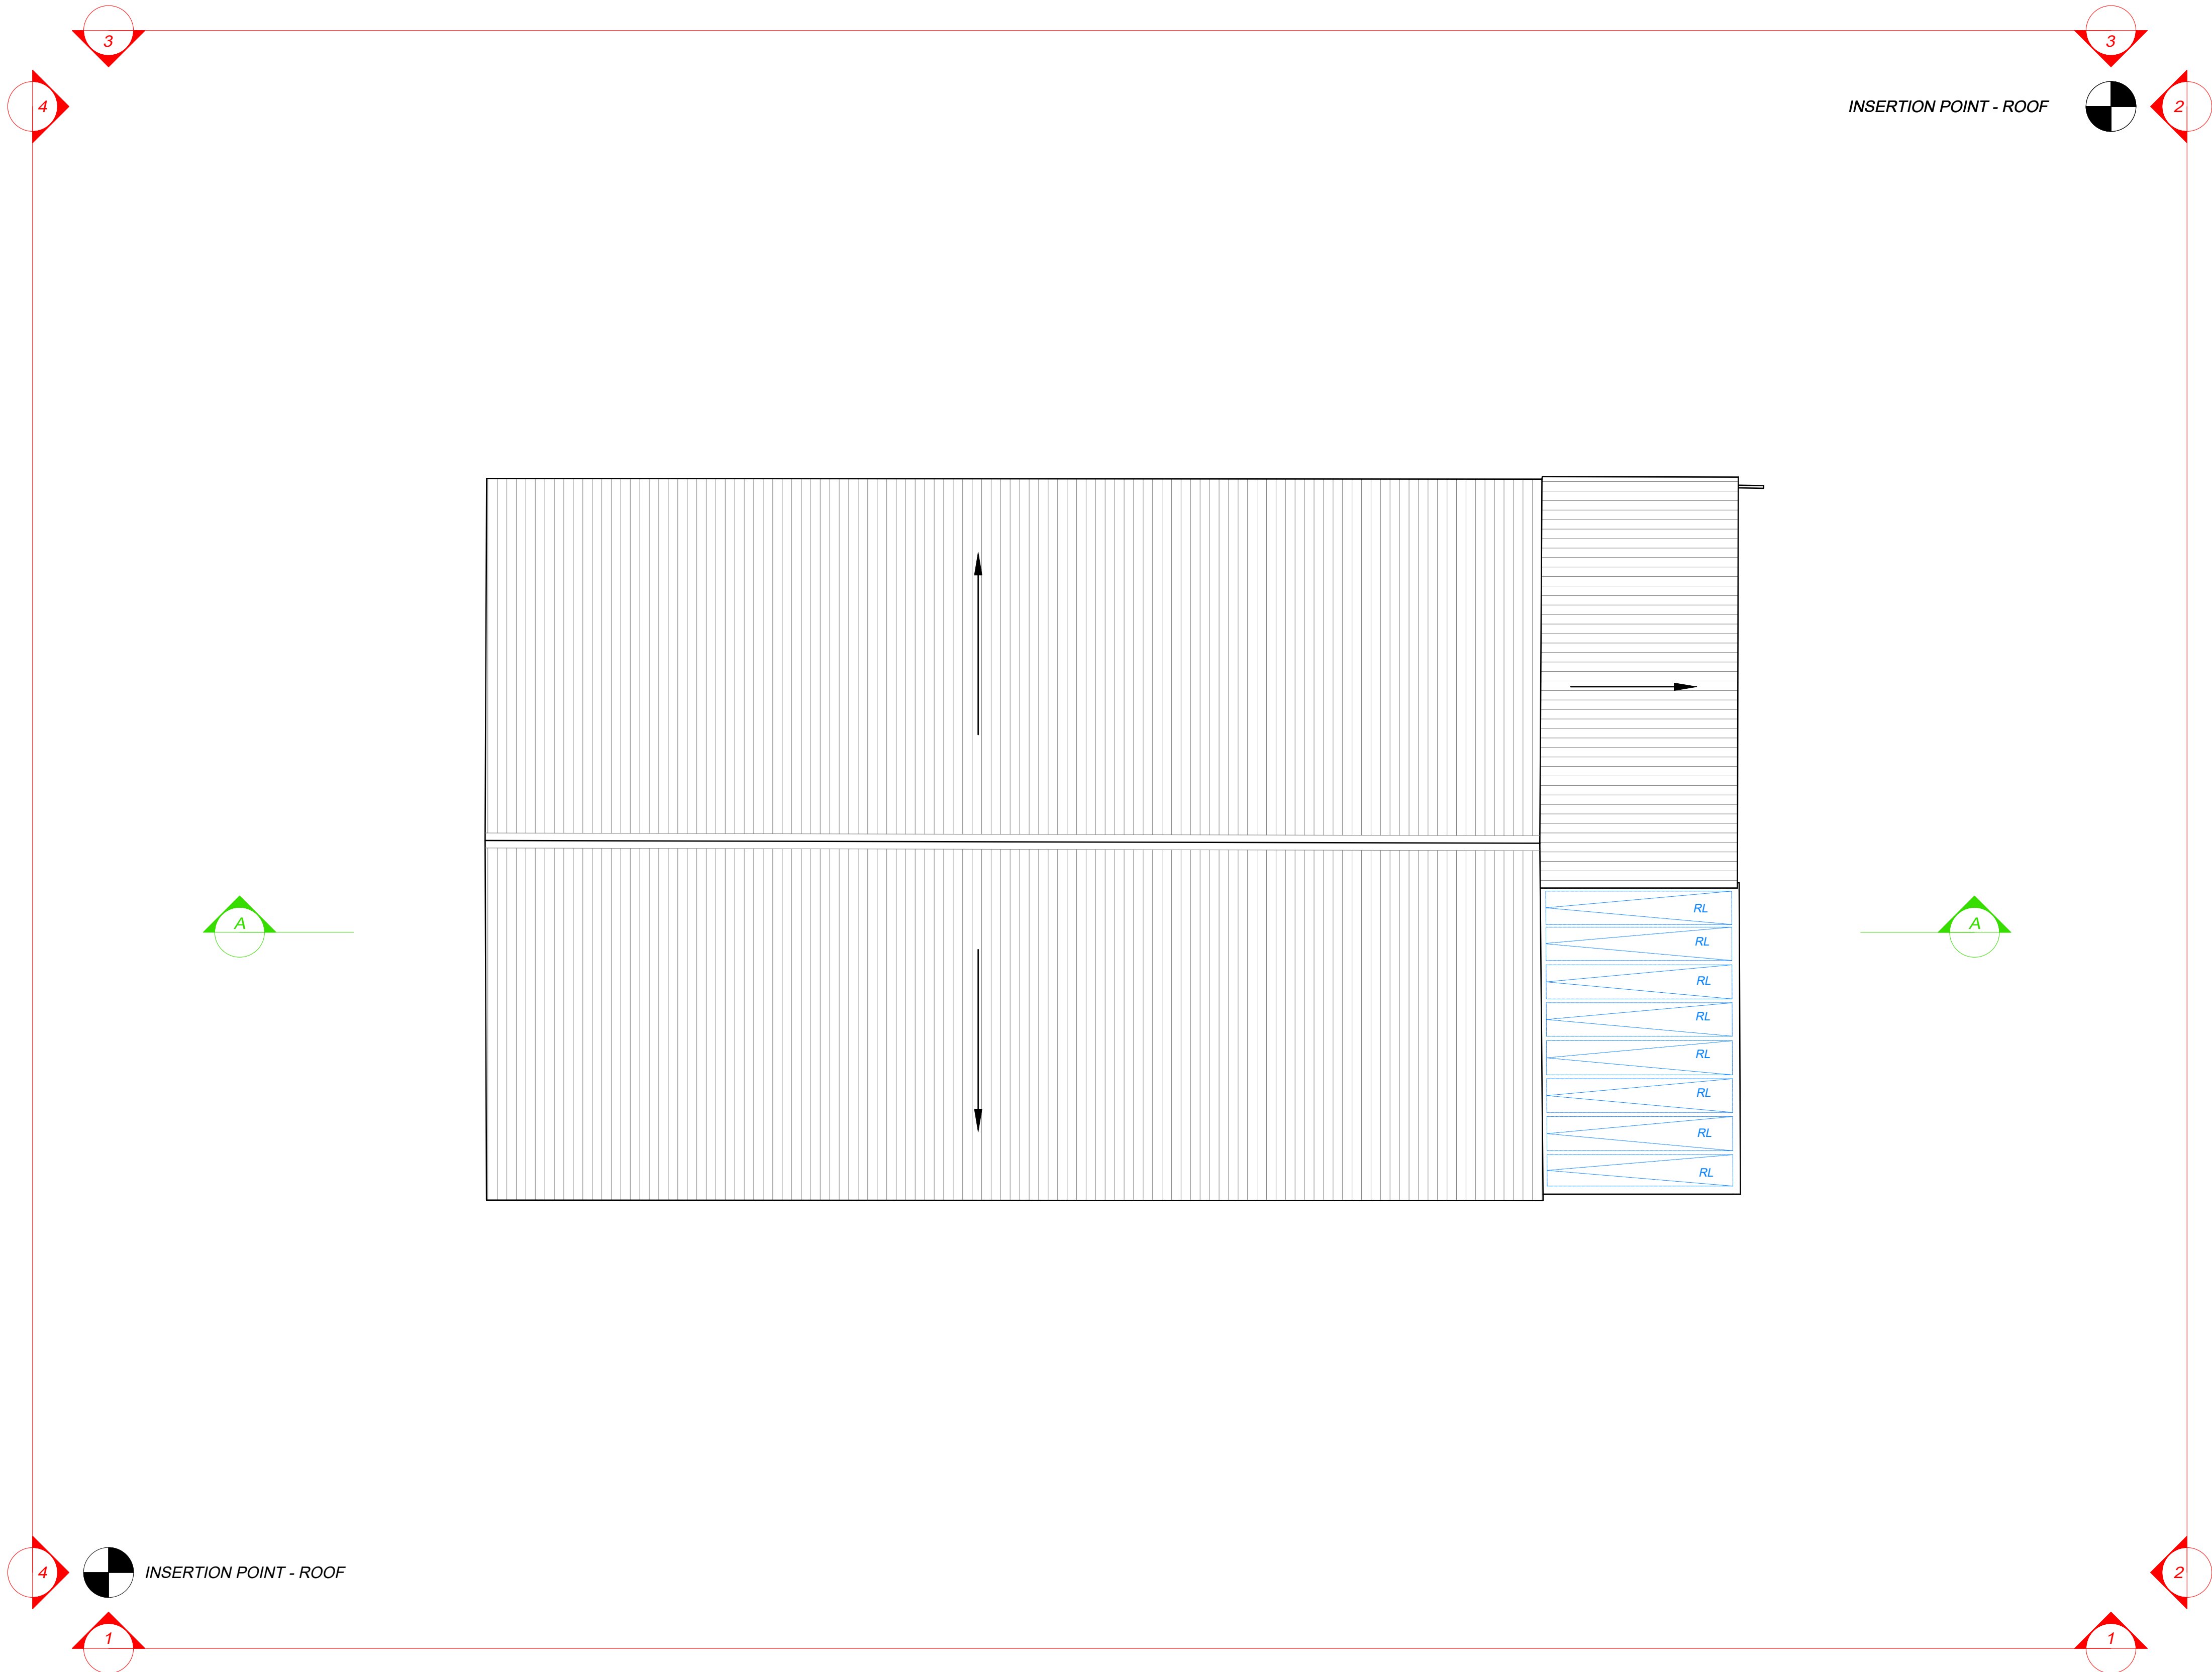 3
3
4
INSERTION POINT - ROOF
2
A
A
RL
RL
RL
RL
RL
RL
RL
RL
4
INSERTION POINT - ROOF
2
1
1